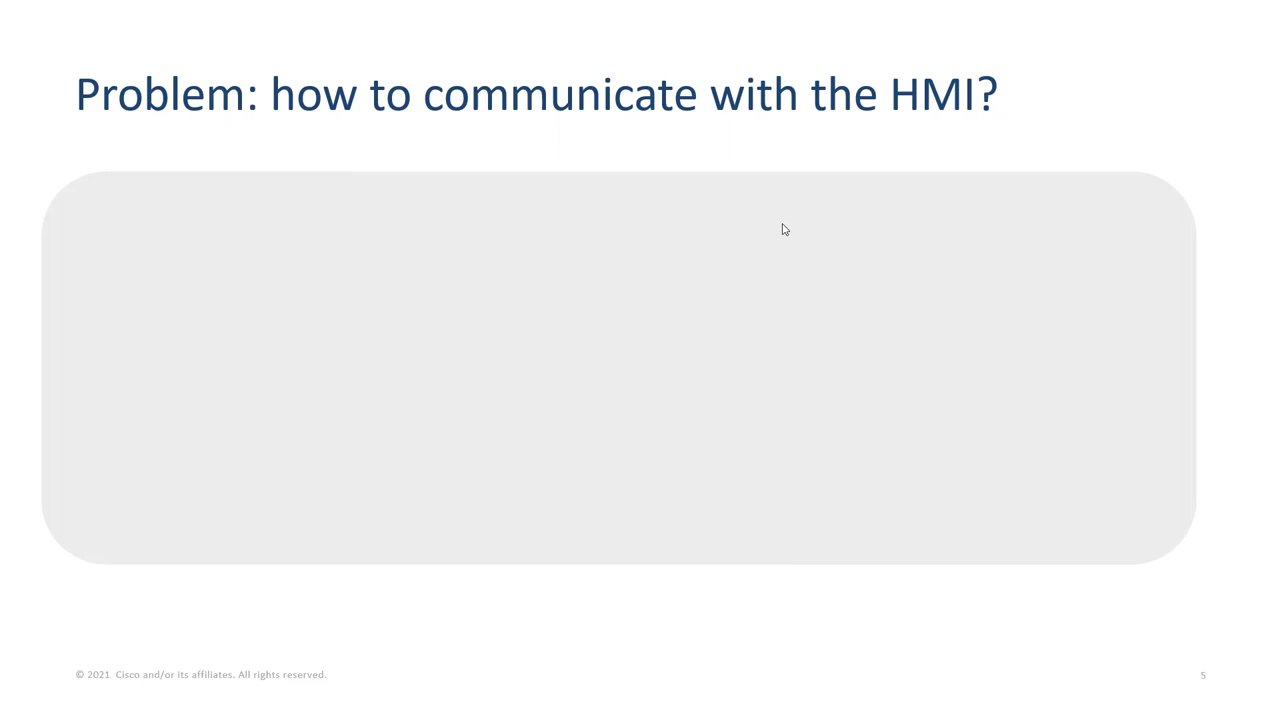 Problem: how to communicate with the HMI?
© 2021 Cisco and/or its affiliates. All rights reserved.
5